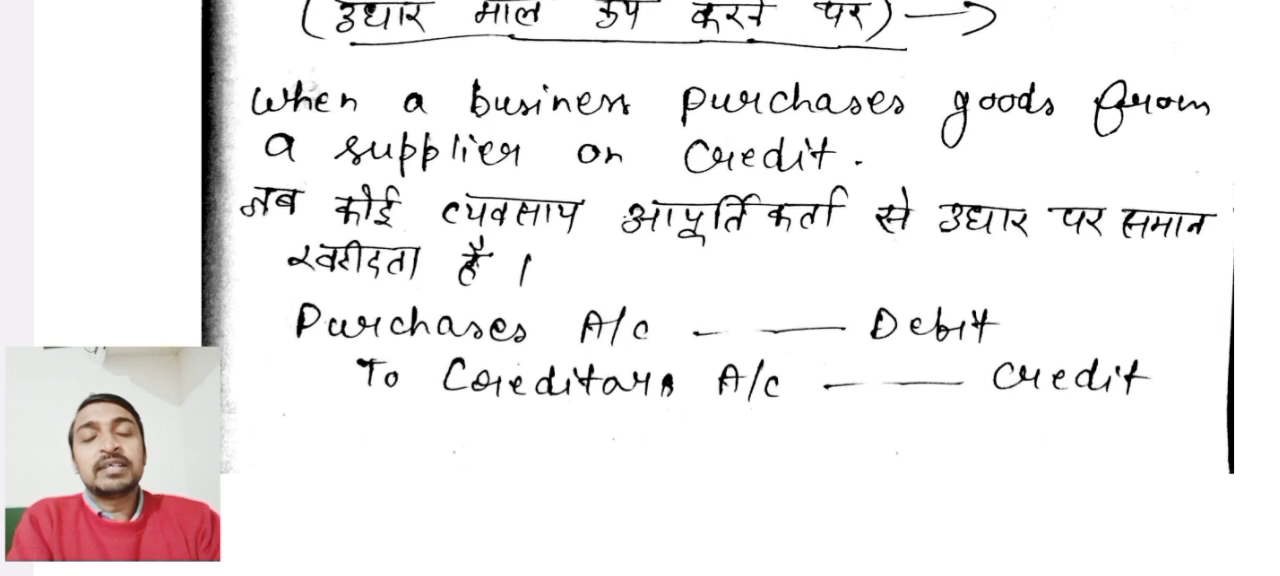 (उधार माल क्रय करने पर) →
When a business purchases goods from
a supplier on Credit.
जब कोई व्यवसाय आपूर्तिकर्ता से उधार पर समान
खरीदता है ।
Purchases A/c - — Debit
To Coreditars A/c - — credit